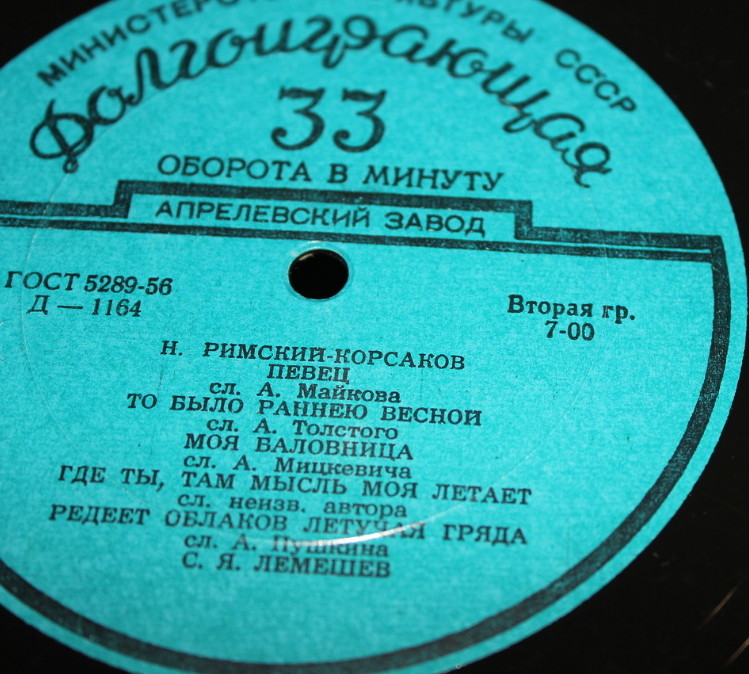 МИНИСТЕРСТВО КУЛЬТУРЫ СССР
Долгоиграющая
33
ОБОРОТА В МИНУТУ
АПРЕЛЕВСКИЙ ЗАВОД
ГОСТ 5289-56
Д — 1164
Вторая гр.
7-00
Н. РИМСКИЙ-КОРСАКОВ
ПЕВЕЦ
сл. А. Майкова
ТО БЫЛО РАННЕЮ ВЕСНОЙ
сл. А. Толстого
МОЯ БАЛОВНИЦА
сл. А. Мицкевича
ГДЕ ТЫ, ТАМ МЫСЛЬ МОЯ ЛЕТАЕТ
сл. неизв. автора
РЕДЕЕТ ОБЛАКОВ ЛЕТУЧАЯ ГРЯДА
сл. А. Пушкина
С. Я. ЛЕМЕШЕВ